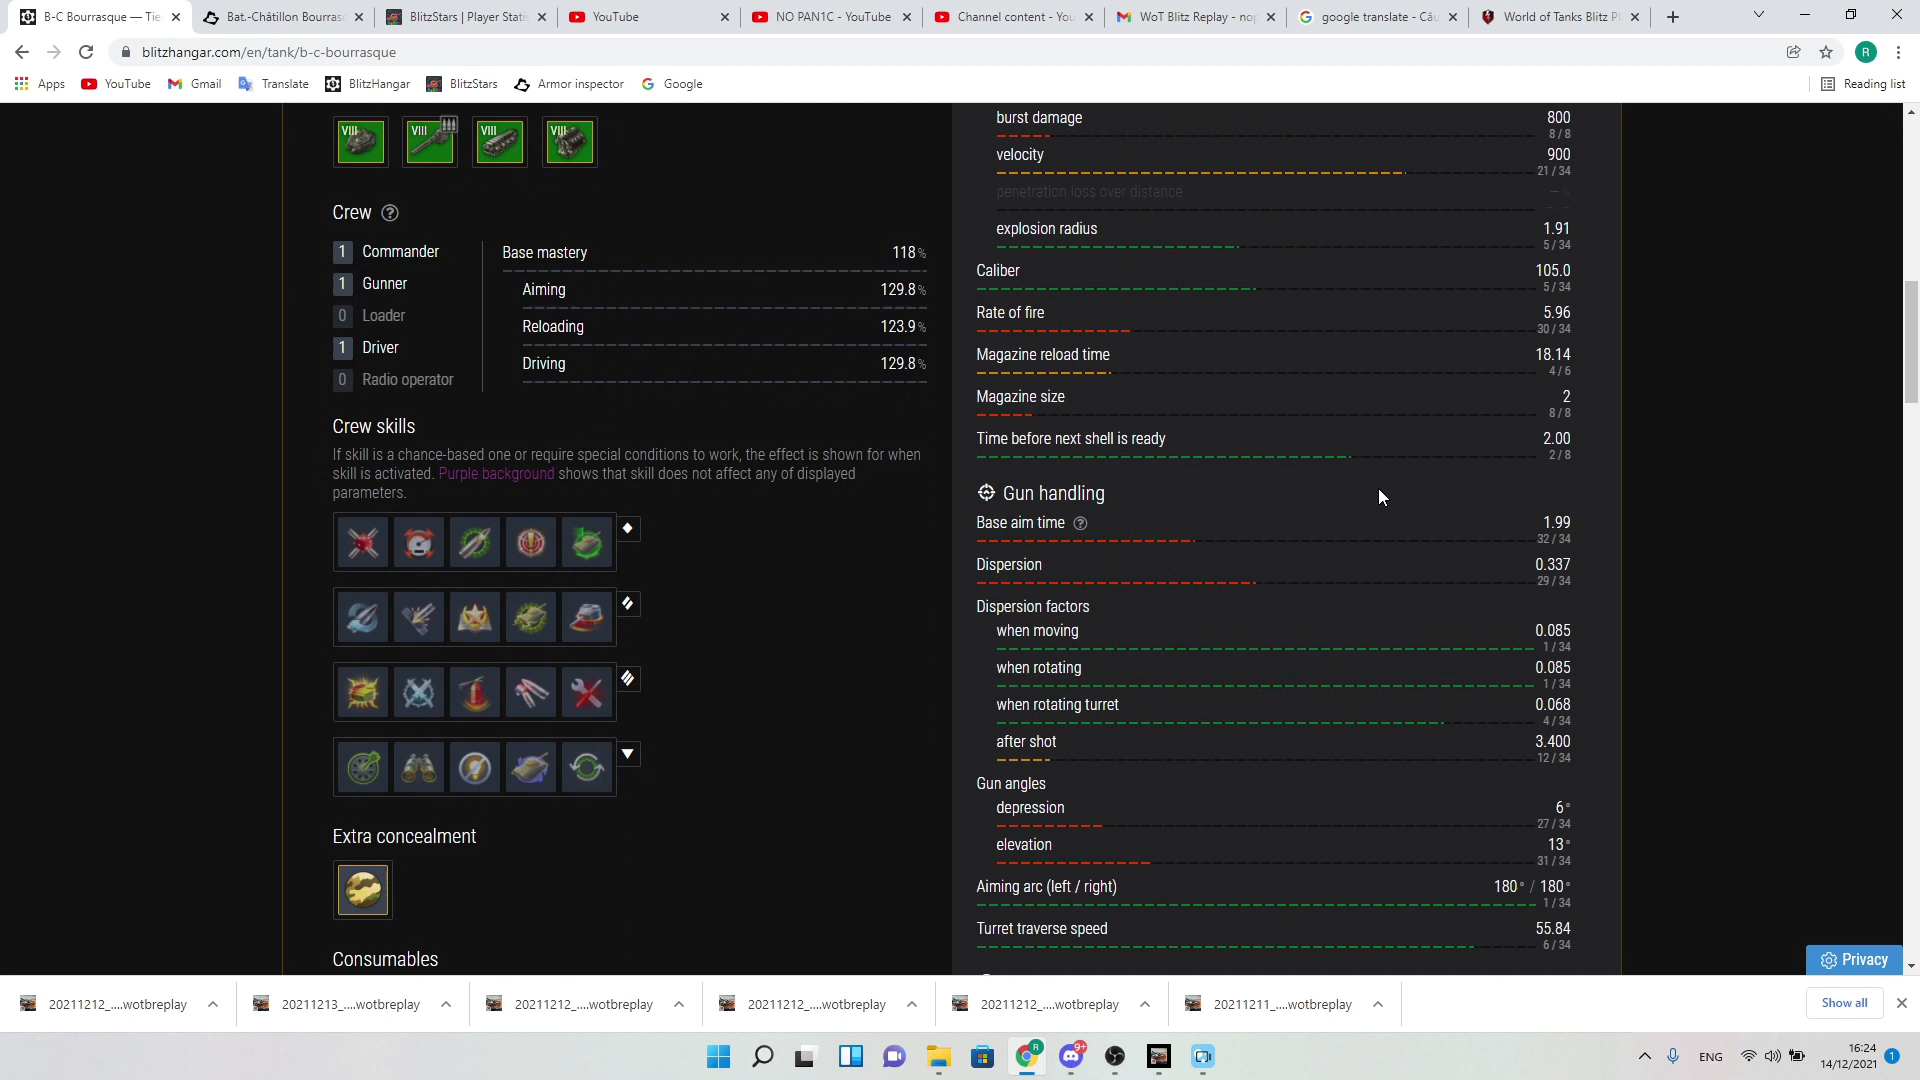 B-C Bourrasque — Tie
Bat.-Châtillon Bourrasc
BlitzStars | Player Statis
YouTube
NO PAN1C - YouTube
Channel content - You
WoT Blitz Replay - nop
google translate - Cău
World of Tanks Blitz P
blitzhangar.com/en/tank/b-c-bourrasque
R
Apps
YouTube
Gmail
Translate
BlitzHangar
BlitzStars
Armor inspector
Google
Reading list
VIII
VIII
VIII
VIII
Crew
1 Commander
1 Gunner
0 Loader
1 Driver
0 Radio operator
Base mastery 118 %
Aiming 129.8 %
Reloading 123.9 %
Driving 129.8 %
Crew skills
If skill is a chance-based one or require special conditions to work, the effect is shown for when
skill is activated. Purple background shows that skill does not affect any of displayed
parameters.
Extra concealment
Consumables
burst damage 800
8 / 8
velocity 900
21 / 34
penetration loss over distance
explosion radius 1.91
5 / 34
Caliber 105.0
5 / 34
Rate of fire 5.96
30 / 34
Magazine reload time 18.14
4 / 6
Magazine size 2
8 / 8
Time before next shell is ready 2.00
2 / 8
Gun handling
Base aim time 1.99
32 / 34
Dispersion 0.337
29 / 34
Dispersion factors
when moving 0.085
1 / 34
when rotating 0.085
1 / 34
when rotating turret 0.068
4 / 34
after shot 3.400
12 / 34
Gun angles
depression 6°
27 / 34
elevation 13°
31 / 34
Aiming arc (left / right) 180° / 180°
1 / 34
Turret traverse speed 55.84
6 / 34
Privacy
20211212_....wotbreplay
20211213_....wotbreplay
20211212_....wotbreplay
20211212_....wotbreplay
20211212_....wotbreplay
20211211_....wotbreplay
Show all
R
9+
ENG
16:24
14/12/2021
1